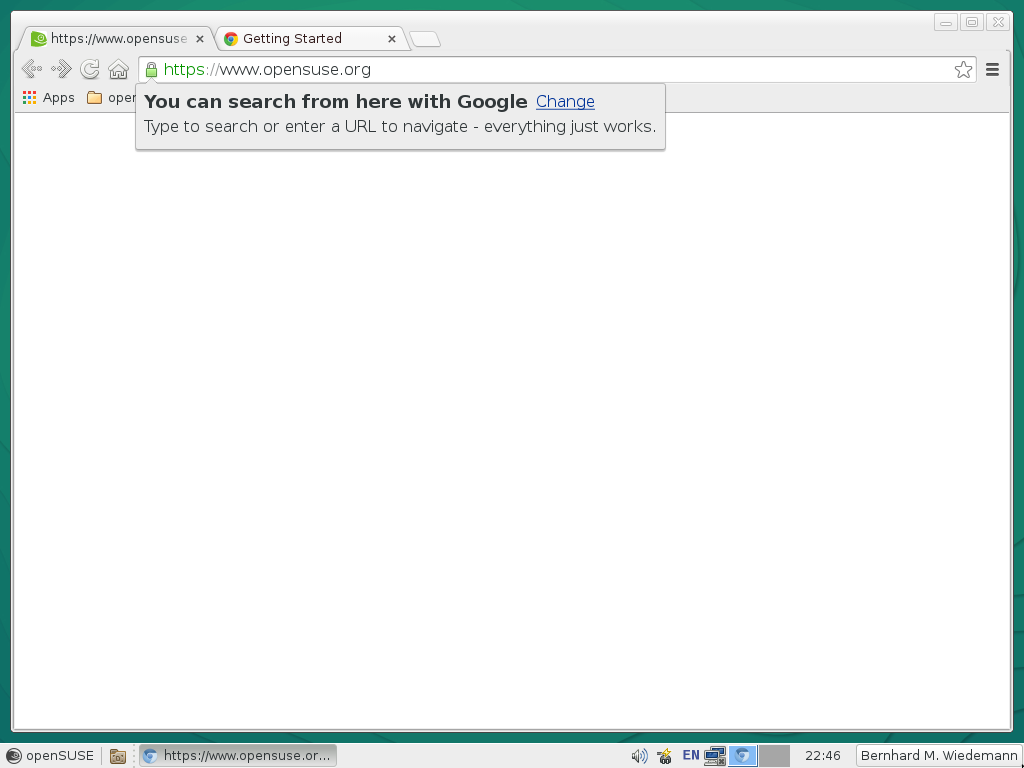 https://www.opensuse
Getting Started
https://www.opensuse.org
Apps
oper
You can search from here with Google Change
Type to search or enter a URL to navigate - everything just works.
openSUSE
https://www.opensuse.or...
EN
22:46
Bernhard M. Wiedemann